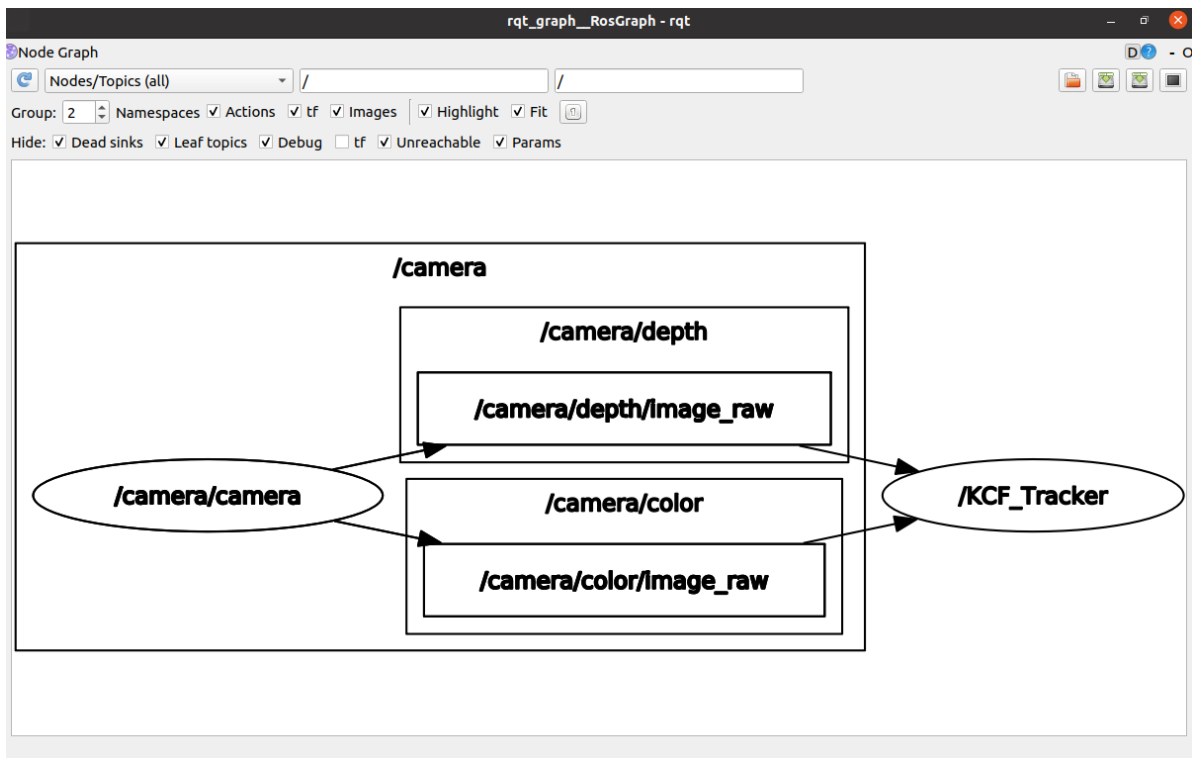 rqt_graph__RosGraph - rqt
Node Graph
D ? - O
Nodes/Topics (all) / /
Group: 2 Namespaces Actions tf Images Highlight Fit
Hide: Dead sinks Leaf topics Debug tf Unreachable Params
/camera
/camera/depth
/camera/depth/image_raw
/camera/camera
/KCF_Tracker
/camera/color
/camera/color/image_raw